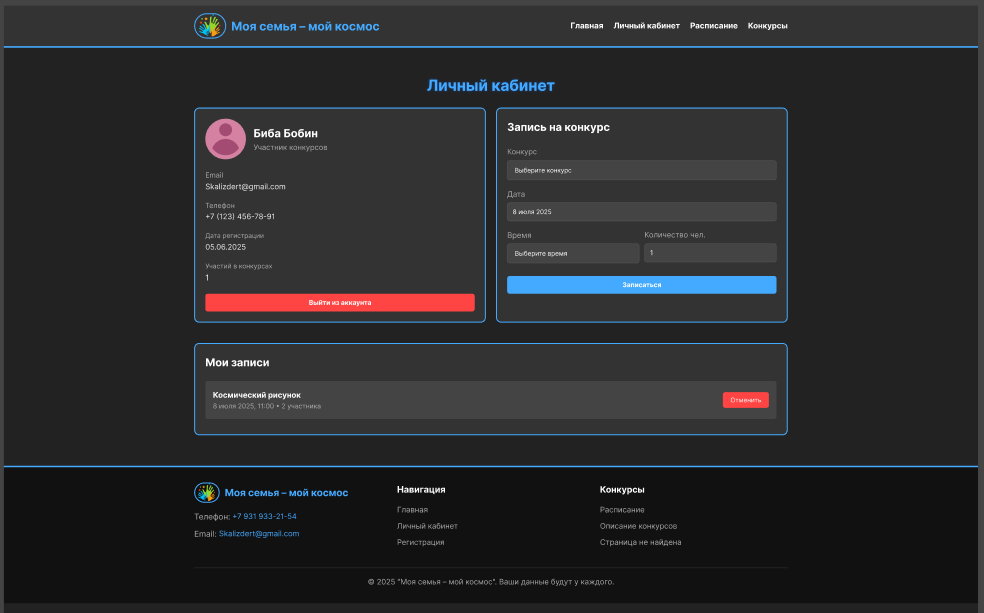 Моя семья – мой космос
Главная Личный кабинет Расписание Конкурсы
Личный кабинет
Биба Бобин
Участник конкурсов
Email
Skalizdert@gmail.com
Телефон
+7 (123) 456-78-91
Дата регистрации
05.06.2025
Участий в конкурсах
1
Выйти из аккаунта
Запись на конкурс
Конкурс
Выберите конкурс
Дата
8 июля 2025
Время Количество чел.
Выберите время 1
Записаться
Мои записи
Космический рисунок
8 июля 2025, 11:00 • 2 участника
Отменить
Моя семья – мой космос
Телефон: +7 931 933-21-54
Email: Skalizdert@gmail.com
Навигация
Главная
Личный кабинет
Регистрация
Конкурсы
Расписание
Описание конкурсов
Страница не найдена
© 2025 "Моя семья – мой космос". Ваши данные будут у каждого.